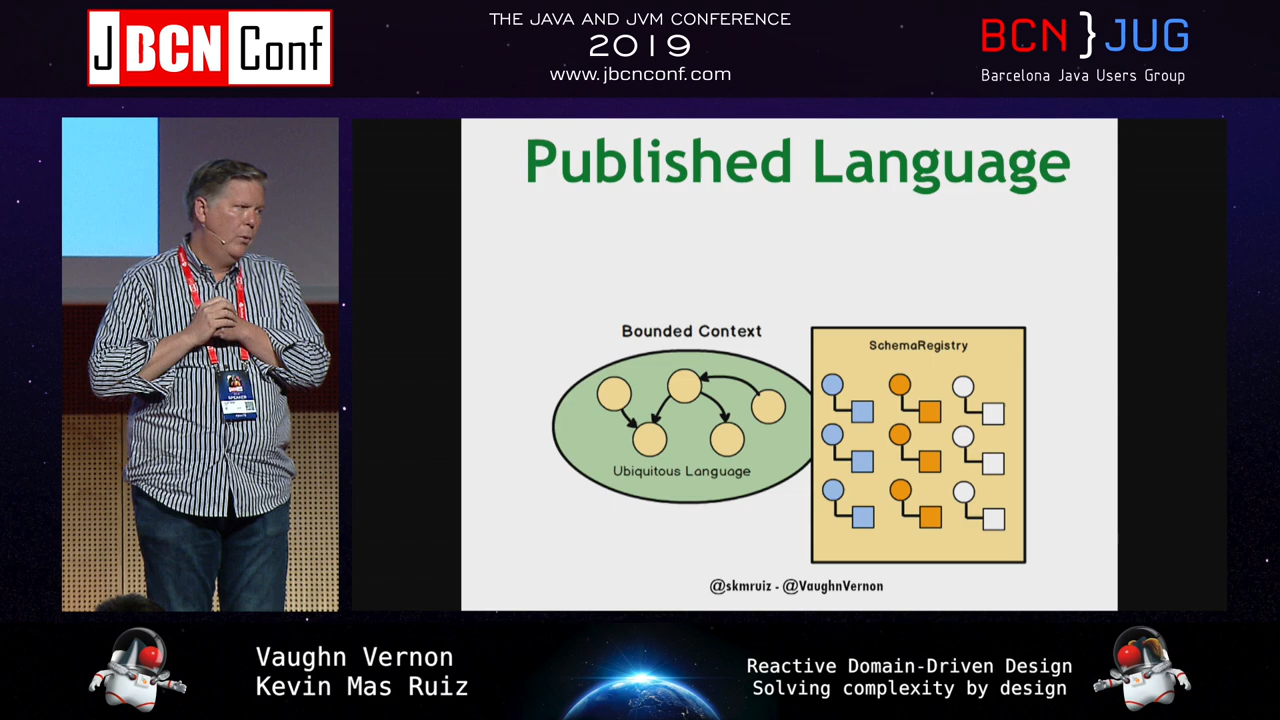 J BCN Conf
THE JAVA AND JVM CONFERENCE
2019
www.jbcnconf.com
BCN } JUG
Barcelona Java Users Group
Published Language
Bounded Context
Ubiquitous Language
SchemaRegistry
@skmruiz - @VaughnVernon
SPEAKER
Vaughn Vernon
Kevin Mas Ruiz
Reactive Domain-Driven Design
Solving complexity by design